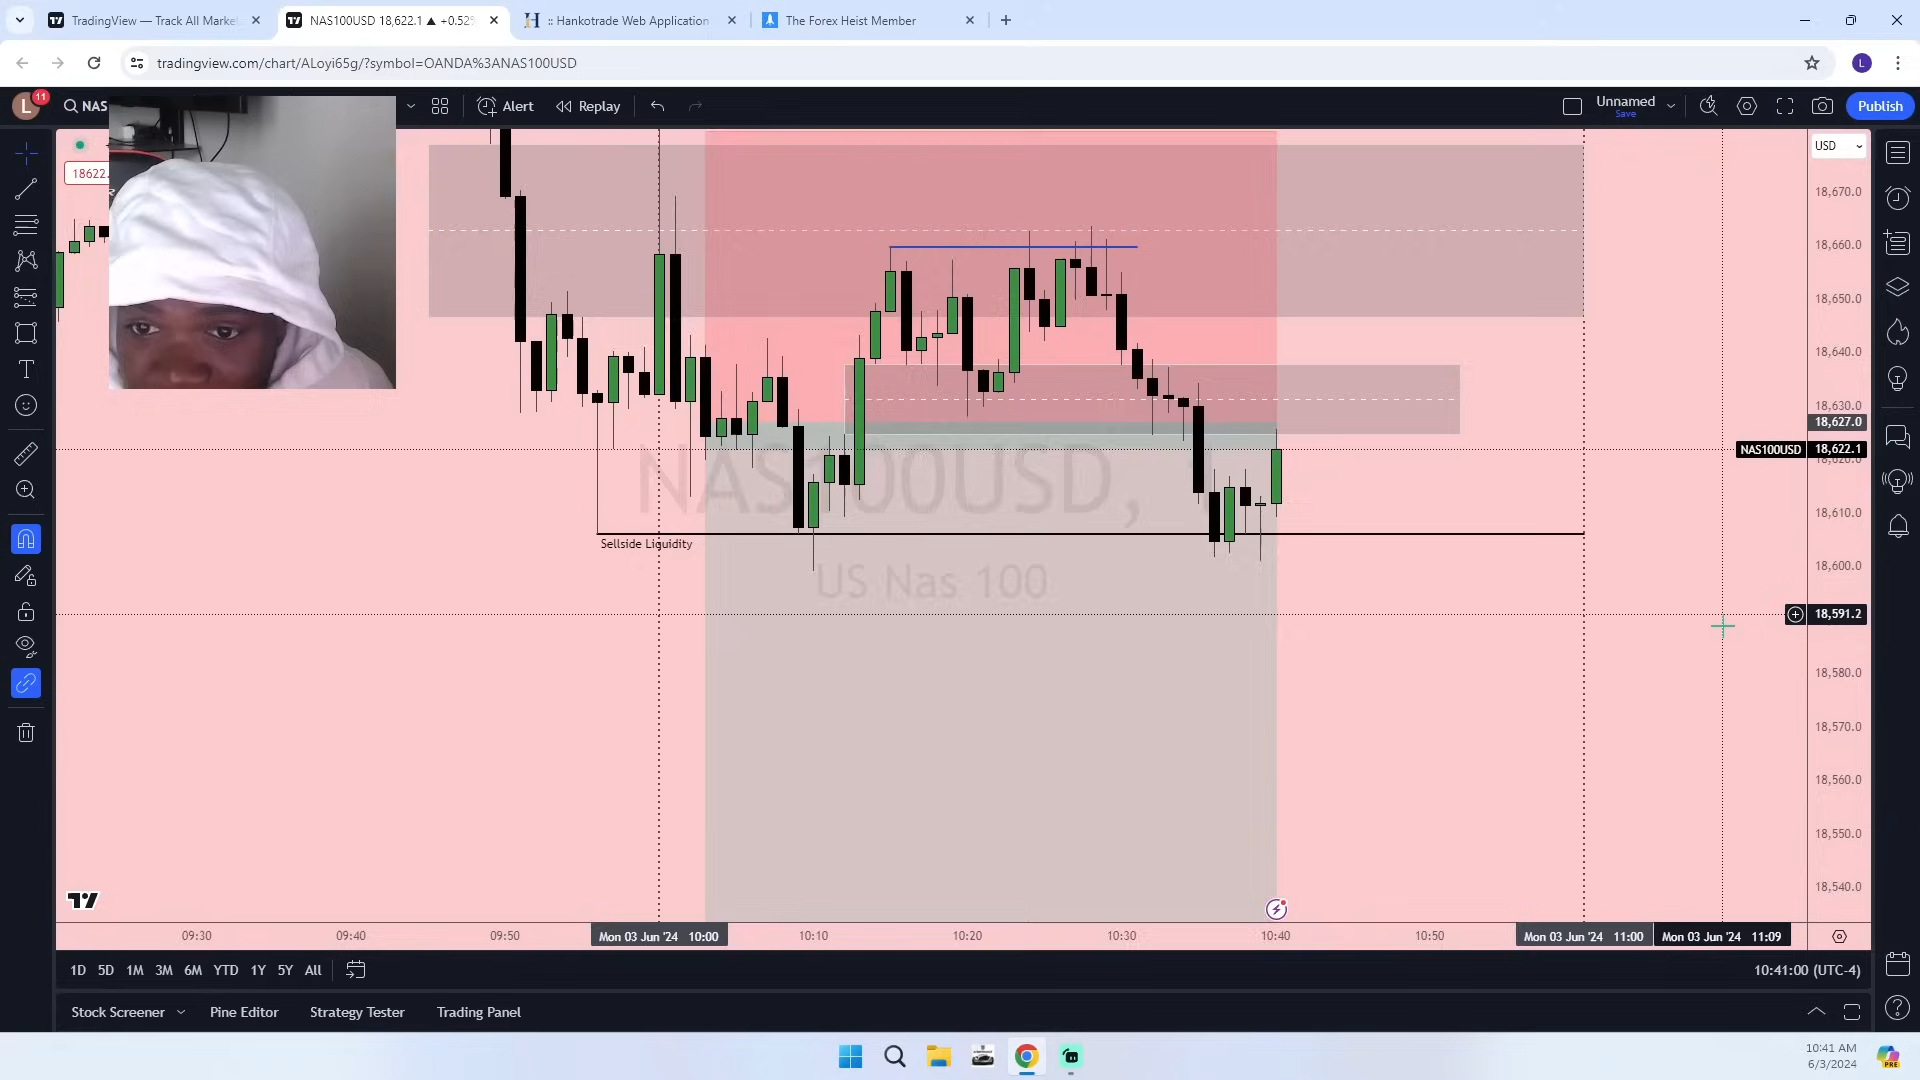 TradingView — Track All Marke
NAS100USD 18,622.1 ▲ +0.52%
:: Hankotrade Web Application
The Forex Heist Member
tradingview.com/chart/ALoyi65g/?symbol=OANDA%3ANAS100USD
L
L
11
NAS
Alert
Replay
Unnamed
Save
Publish
USD
18622.
18,670.0
18,660.0
18,650.0
18,640.0
18,630.0
18,627.0
NAS100USD
18,622.1
18,620.0
18,610.0
18,600.0
18,591.2
18,580.0
18,570.0
18,560.0
18,550.0
18,540.0
NAS100USD,
US Nas 100
Sellside Liquidity
09:30
09:40
09:50
Mon 03 Jun '24 10:00
10:10
10:20
10:30
10:40
10:50
Mon 03 Jun '24 11:00
Mon 03 Jun '24 11:09
1D
5D
1M
3M
6M
YTD
1Y
5Y
All
10:41:00 (UTC-4)
Stock Screener
Pine Editor
Strategy Tester
Trading Panel
10:41 AM
6/3/2024
PRE